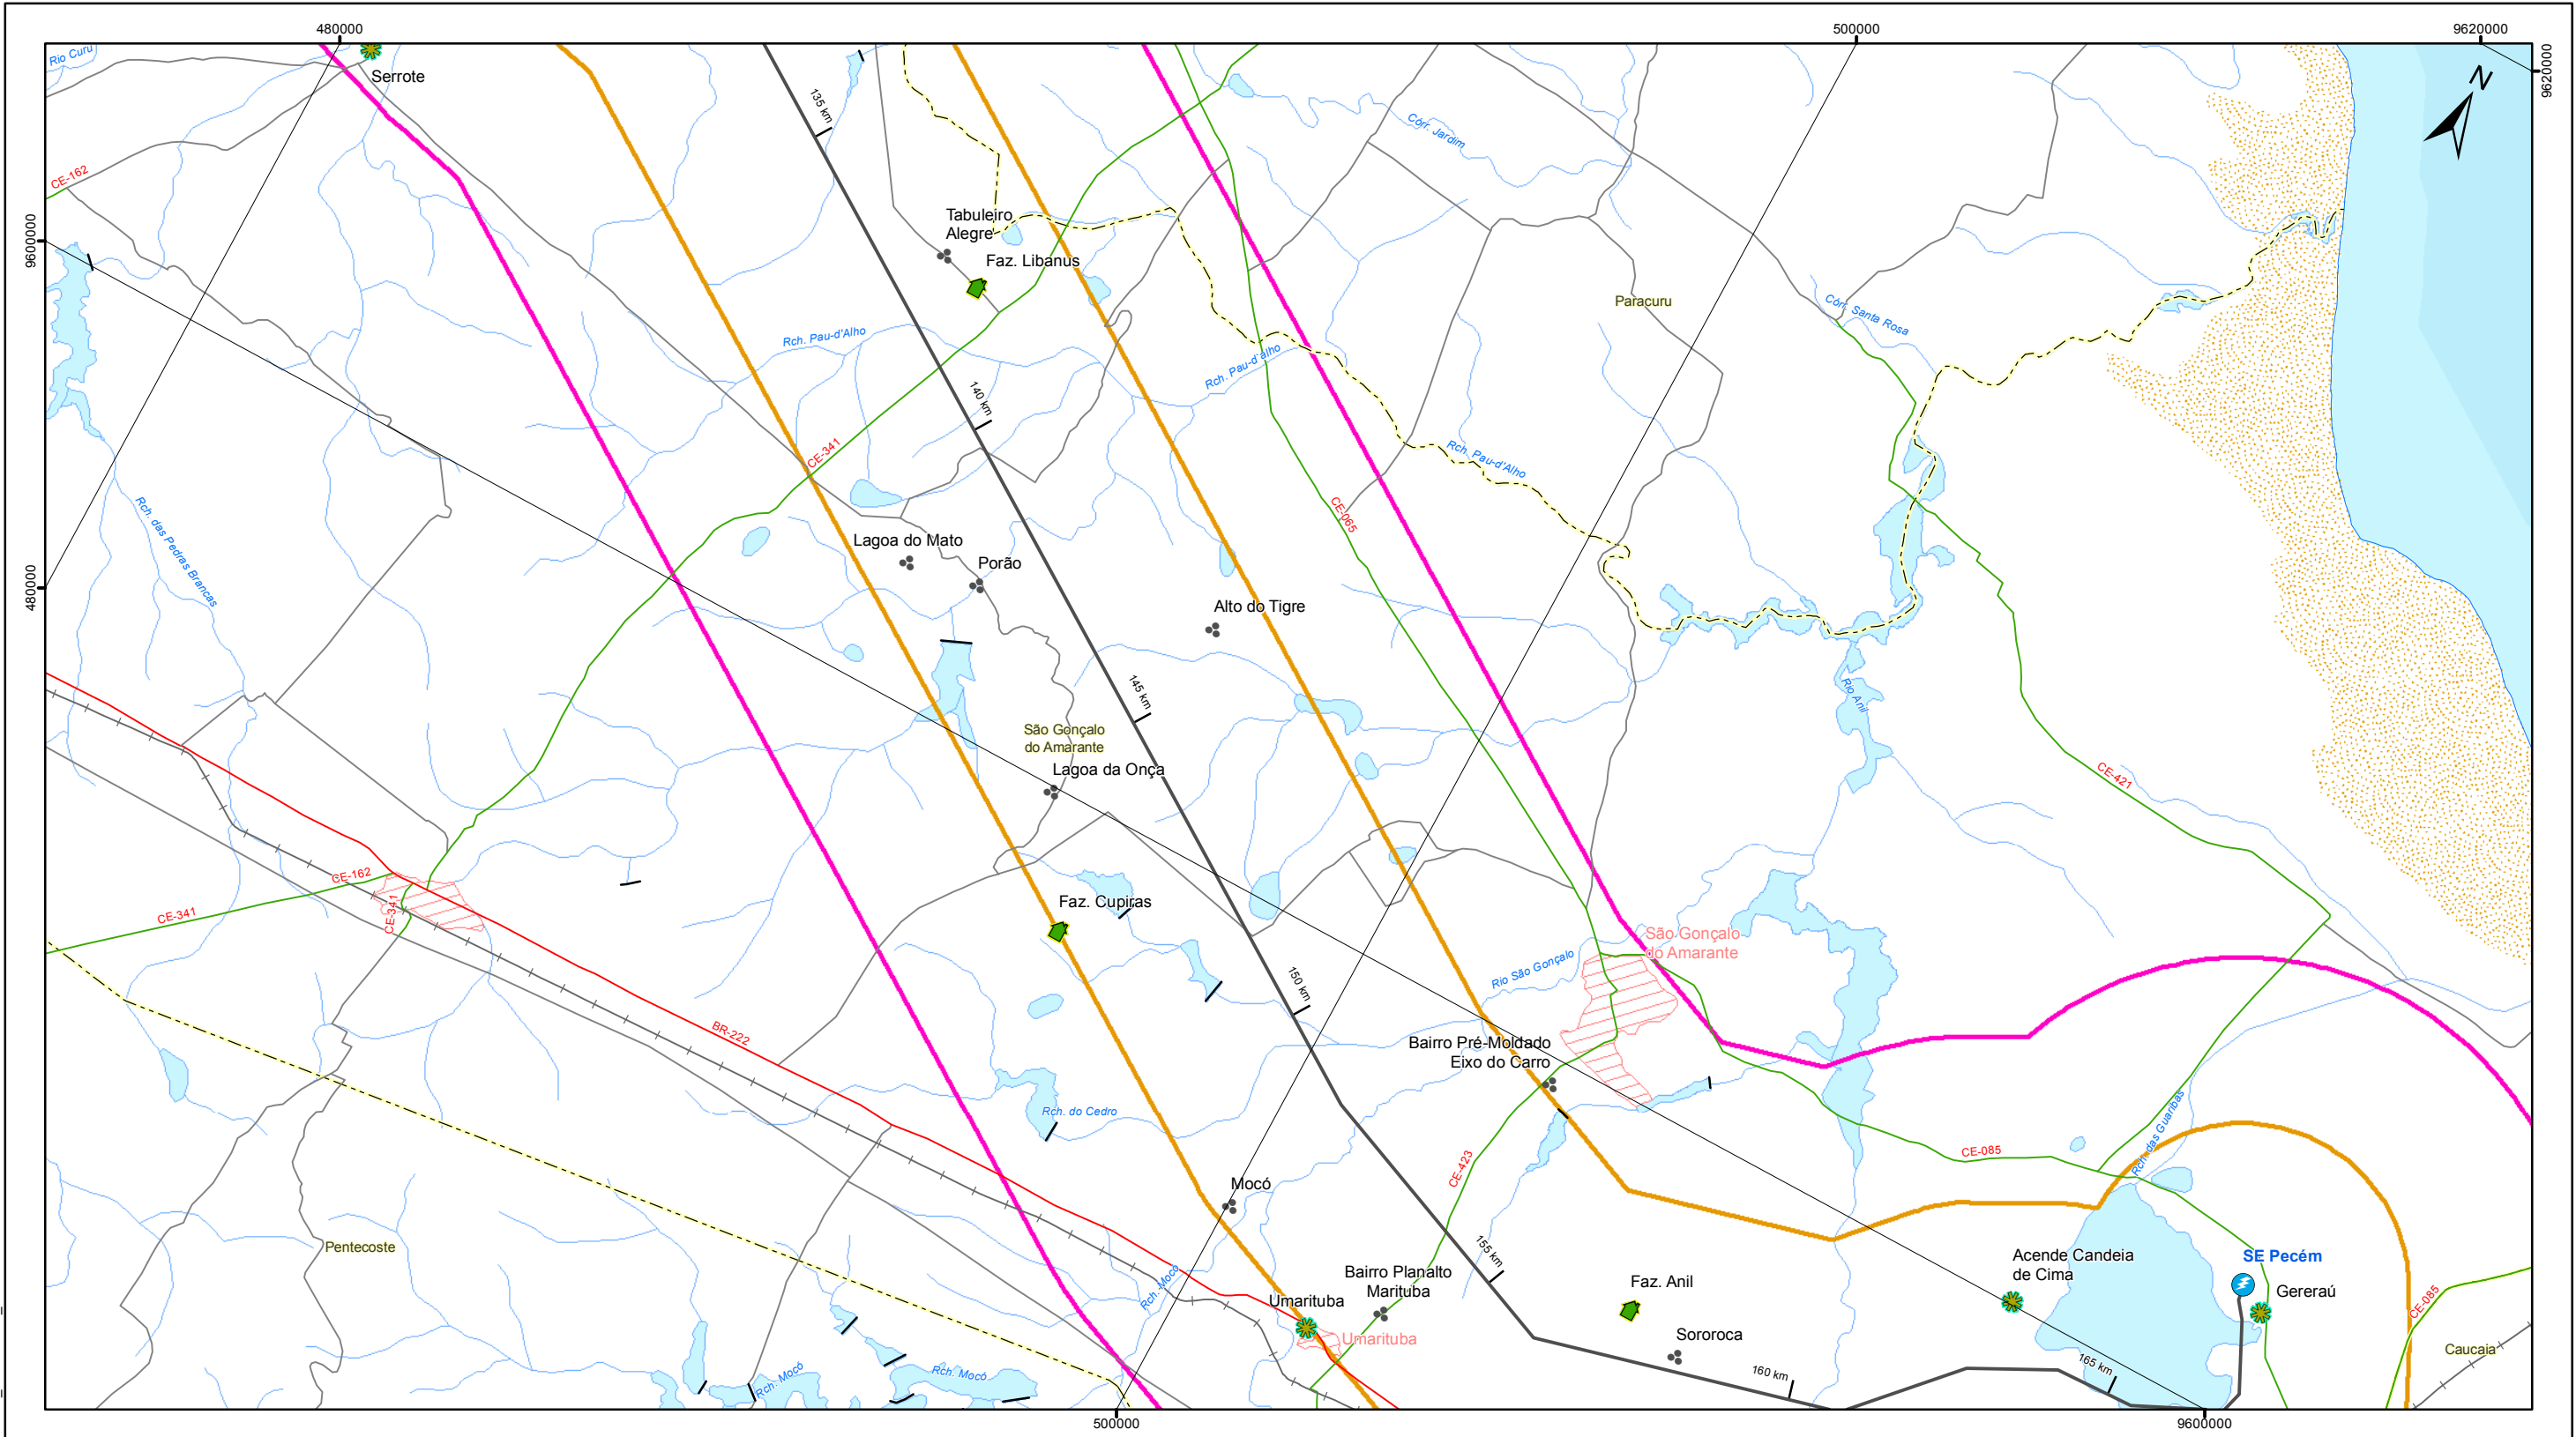 480000
500000
9620000
9620000
N
Rio Curu
Serrote
135 km
Córr. Jardim
CE-162
9600000
Tabuleiro
Alegre
Faz. Libanus
Paracuru
Córr. Santa Rosa
Rch. Pau-d'Alho
Rch. Pau-d'alho
140 km
CE-341
Rch. Pau-d'Alho
Rch. das Pedras Brancas
CE-065
Lagoa do Mato
Porão
480000
Alto do Tigre
145 km
Rio Anil
São Gonçalo
do Amarante
Lagoa da Onça
CE-421
CE-162
CE-341
CE-341
Faz. Cupiras
São Gonçalo
do Amarante
Rio São Gonçalo
150 km
BR-222
Bairro Pré-Moldado
Eixo do Carro
Rch. do Cedro
Rch. das Guaribas
CE-085
CE-423
Mocó
Pentecoste
155 km
Acende Candeia
de Cima
SE Pecém
Gereraú
Rch. Mocó
Bairro Planalto
Marituba
Faz. Anil
Umarituba
Umarituba
Sororoca
CE-085
Caucaia
160 km
165 km
Rch. Mocó
Rch. Mocó
500000
9600000